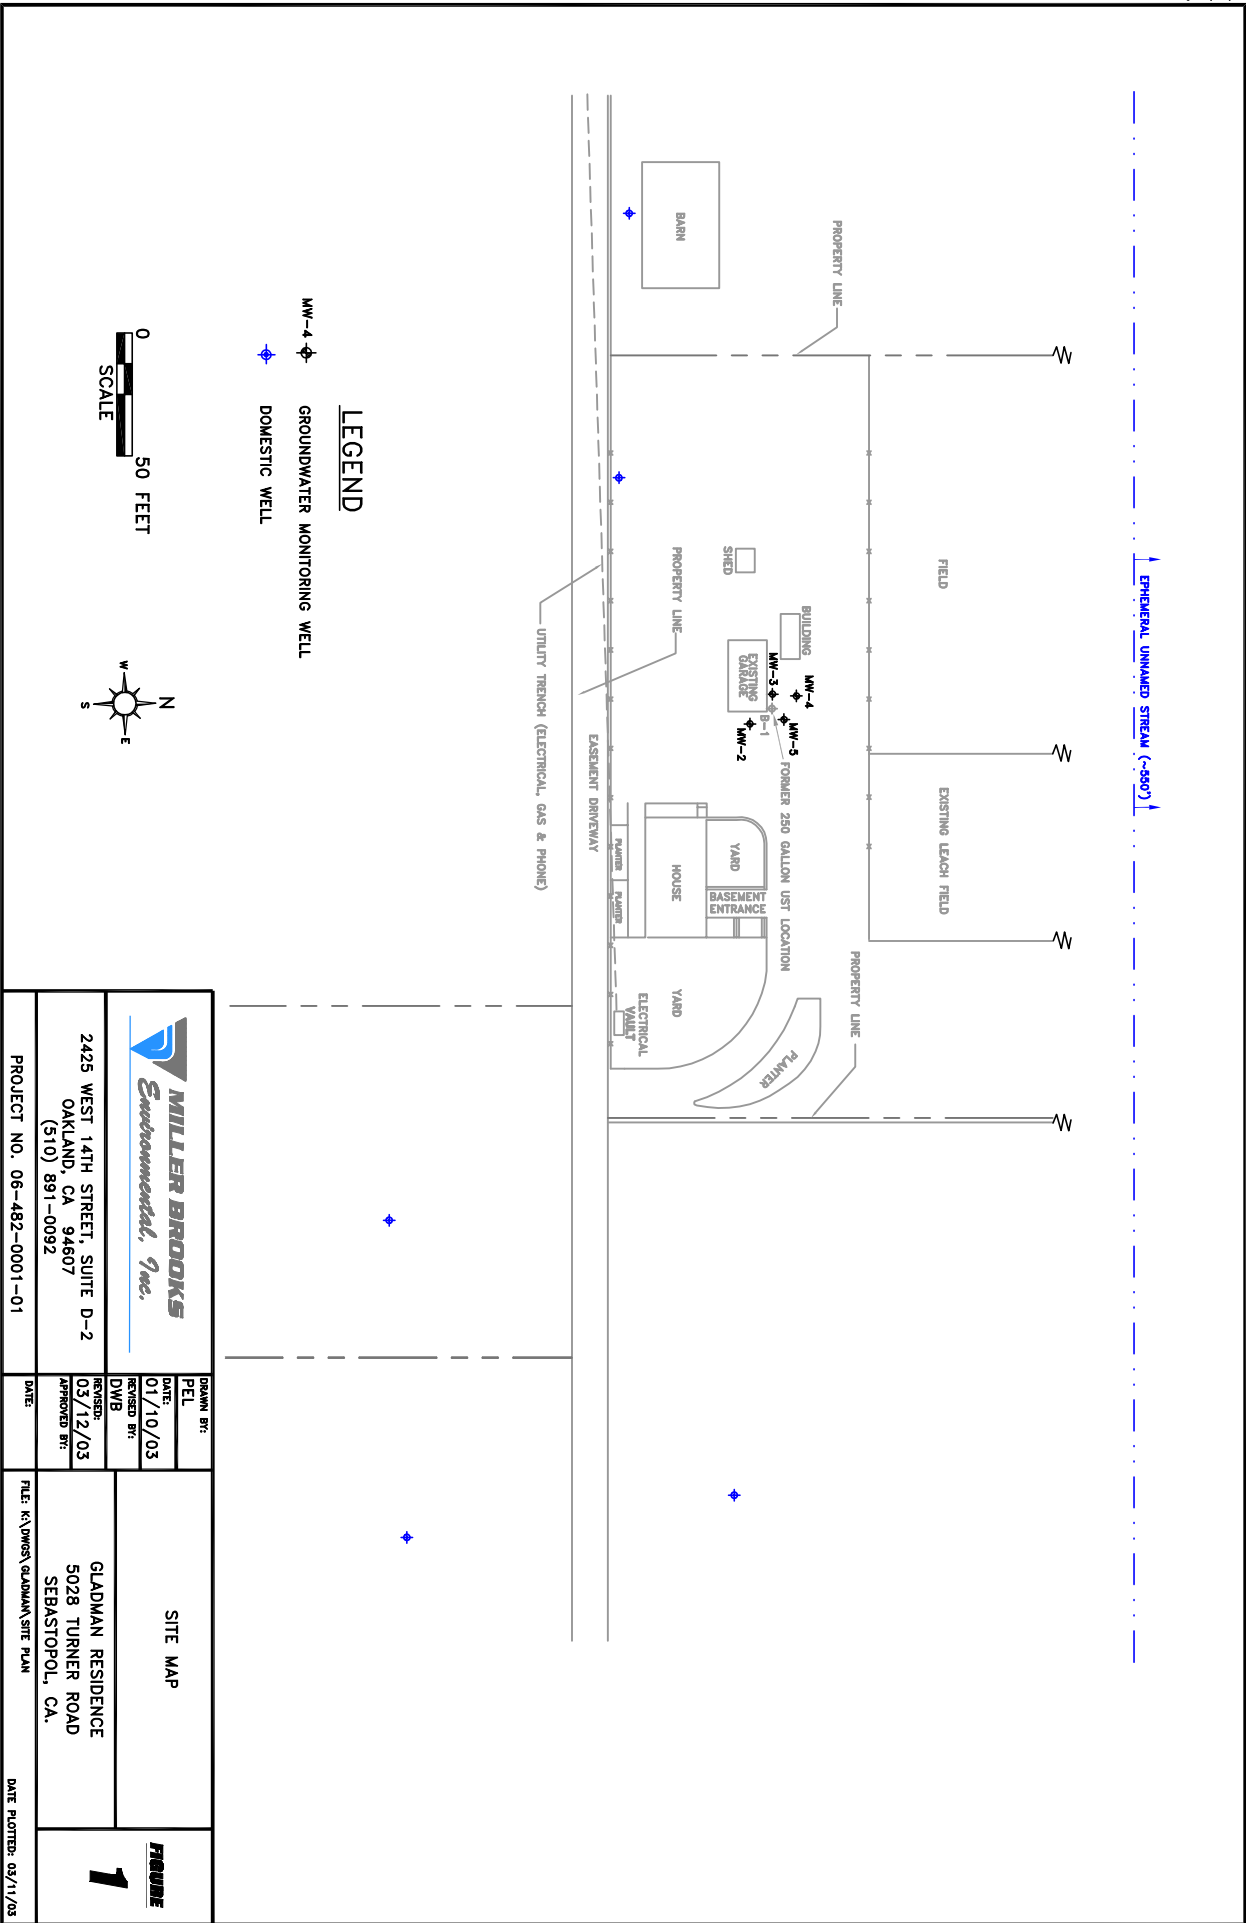 EPHEMERAL UNNAMED STREAM (~550')
FIELD
EXISTING LEACH FIELD
PROPERTY LINE
PROPERTY LINE
BARN
SHED
BUILDING
EXISTING
GARAGE
MW-4
MW-3
MW-5
B-1
MW-2
FORMER 250 GALLON UST LOCATION
PROPERTY LINE
YARD
BASEMENT
ENTRANCE
HOUSE
PLANTER
PLANTER
YARD
ELECTRICAL
VAULT
PLANTER
EASEMENT DRIVEWAY
UTILITY TRENCH (ELECTRICAL, GAS & PHONE)
LEGEND
MW-4 GROUNDWATER MONITORING WELL
DOMESTIC WELL
0 50 FEET
SCALE
N
W E
S
MILLER BROOKS
Environmental, Inc.
2425 WEST 14TH STREET, SUITE D-2
OAKLAND, CA 94607
(510) 891-0092
PROJECT NO. 06-482-0001-01
DRAWN BY:
PEL
DATE:
01/10/03
REVISED BY:
DWB
REVISED:
03/12/03
APPROVED BY:
DATE:
SITE MAP
GLADMAN RESIDENCE
5028 TURNER ROAD
SEBASTOPOL, CA.
FILE: K:\DWGS\GLADMAN\SITE PLAN
DATE PLOTTED: 03/11/03
FIGURE
1